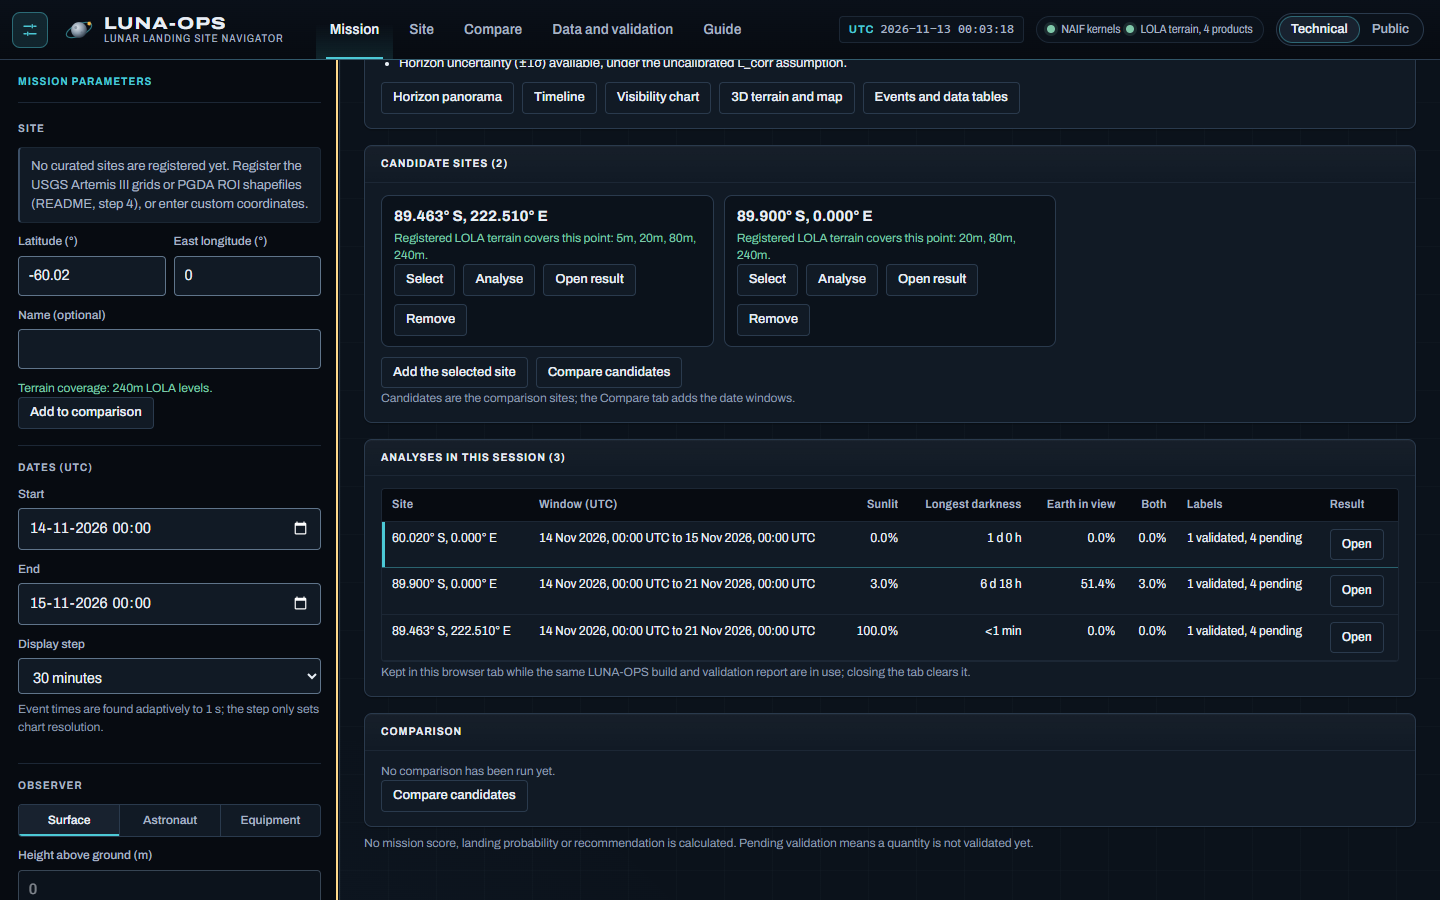 LUNA-OPS
LUNAR LANDING SITE NAVIGATOR
Mission
Site
Compare
Data and validation
Guide
UTC 2026-11-13 00:03:18
NAIF kernels
LOLA terrain, 4 products
Technical
Public
MISSION PARAMETERS
SITE
No curated sites are registered yet. Register the
USGS Artemis III grids or PGDA ROI shapefiles
(README, step 4), or enter custom coordinates.
Latitude (°)
East longitude (°)
-60.02
0
Name (optional)
Terrain coverage: 240m LOLA levels.
Add to comparison
DATES (UTC)
Start
14-11-2026 00:00
End
15-11-2026 00:00
Display step
30 minutes
Event times are found adaptively to 1 s; the step only sets
chart resolution.
OBSERVER
Surface
Astronaut
Equipment
Height above ground (m)
0
• Horizon uncertainty (±1σ) available, under the uncalibrated L_corr assumption.
Horizon panorama
Timeline
Visibility chart
3D terrain and map
Events and data tables
CANDIDATE SITES (2)
89.463° S, 222.510° E
Registered LOLA terrain covers this point: 5m, 20m, 80m,
240m.
Select
Analyse
Open result
Remove
89.900° S, 0.000° E
Registered LOLA terrain covers this point: 20m, 80m,
240m.
Select
Analyse
Open result
Remove
Add the selected site
Compare candidates
Candidates are the comparison sites; the Compare tab adds the date windows.
ANALYSES IN THIS SESSION (3)
Site Window (UTC) Sunlit Longest darkness Earth in view Both Labels Result
60.020° S, 0.000° E 14 Nov 2026, 00:00 UTC to 15 Nov 2026, 00:00 UTC 0.0% 1 d 0 h 0.0% 0.0% 1 validated, 4 pending Open
89.900° S, 0.000° E 14 Nov 2026, 00:00 UTC to 21 Nov 2026, 00:00 UTC 3.0% 6 d 18 h 51.4% 3.0% 1 validated, 4 pending Open
89.463° S, 222.510° E 14 Nov 2026, 00:00 UTC to 21 Nov 2026, 00:00 UTC 100.0% <1 min 0.0% 0.0% 1 validated, 4 pending Open
Kept in this browser tab while the same LUNA-OPS build and validation report are in use; closing the tab clears it.
COMPARISON
No comparison has been run yet.
Compare candidates
No mission score, landing probability or recommendation is calculated. Pending validation means a quantity is not validated yet.